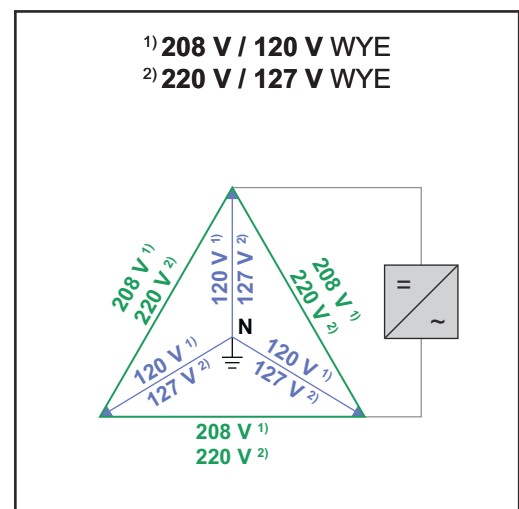 1) 208 V / 120 V WYE
2) 220 V / 127 V WYE
208 V 1)
220 V 2)
120 V 1)
127 V 2)
208 V 1)
220 V 2)
N
120 V 1)
127 V 2)
120 V 1)
127 V 2)
208 V 1)
220 V 2)
=
~